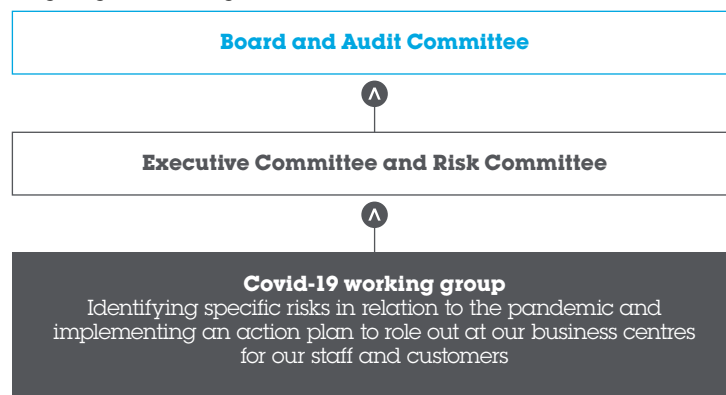 Board and Audit Committee
Executive Committee and Risk Committee
Covid-19 working group
Identifying specific risks in relation to the pandemic and
implementing an action plan to role out at our business centres
for our staff and customers